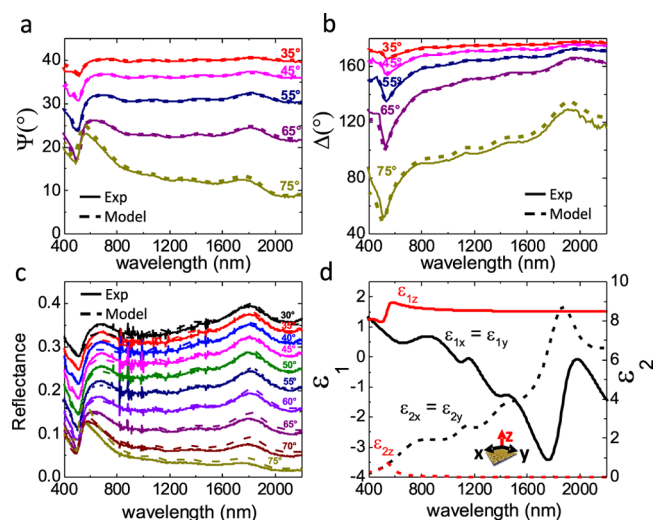 a
Ψ(°)
40
30
20
10
0
35°
45°
55°
65°
75°
Exp
Model
400 800 1200 1600 2000
wavelength (nm)
b
Δ(°)
160
120
80
40
35°
45°
55°
65°
75°
Exp
Model
400 800 1200 1600 2000
wavelength (nm)
c
Reflectance
0.4
0.3
0.2
0.1
0.0
Exp
Model
30°
35°
40°
45°
50°
55°
60°
65°
70°
75°
400 800 1200 1600 2000
wavelength (nm)
d
ε1
2
1
0
-1
-2
-3
-4
ε1z
ε1x = ε1y
ε2x = ε2y
ε2z
z
x y
10
8
6
4
2
0
ε2
400 800 1200 1600 2000
wavelength (nm)